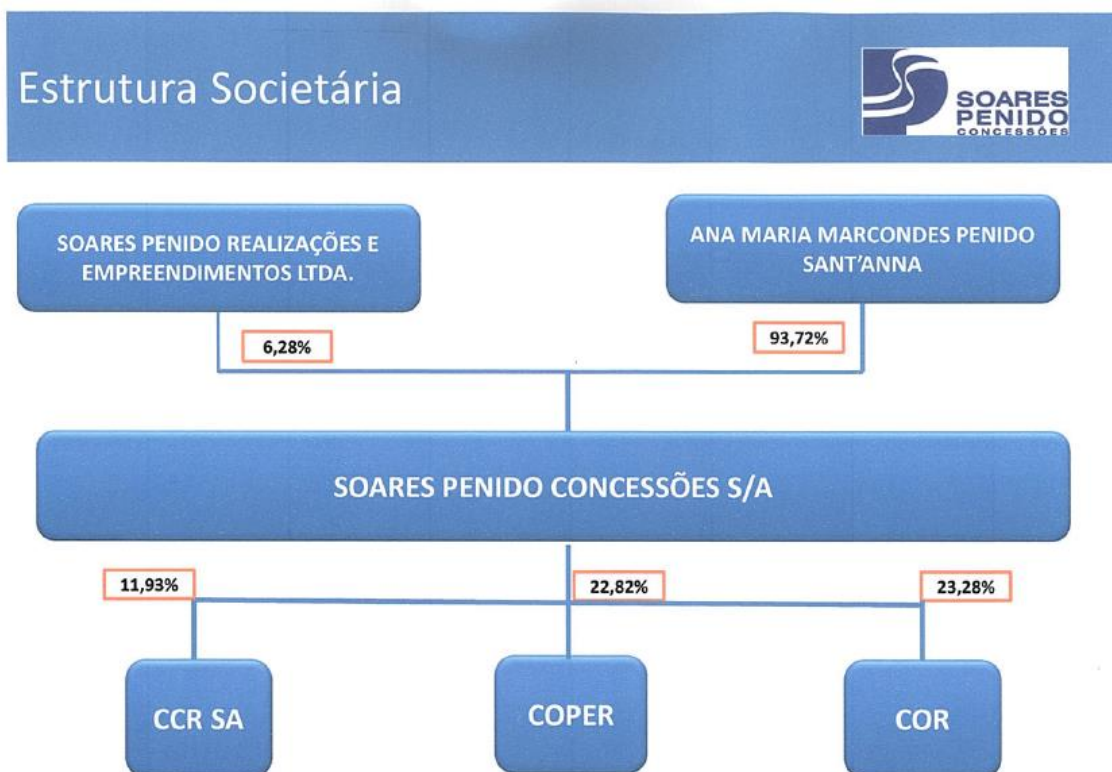 Estrutura Societária
SOARES
PENIDO
CONCESSÕES
SOARES PENIDO REALIZAÇÕES E
EMPREENDIMENTOS LTDA.
ANA MARIA MARCONDES PENIDO
SANT'ANNA
6,28%
93,72%
SOARES PENIDO CONCESSÕES S/A
11,93%
22,82%
23,28%
CCR SA
COPER
COR